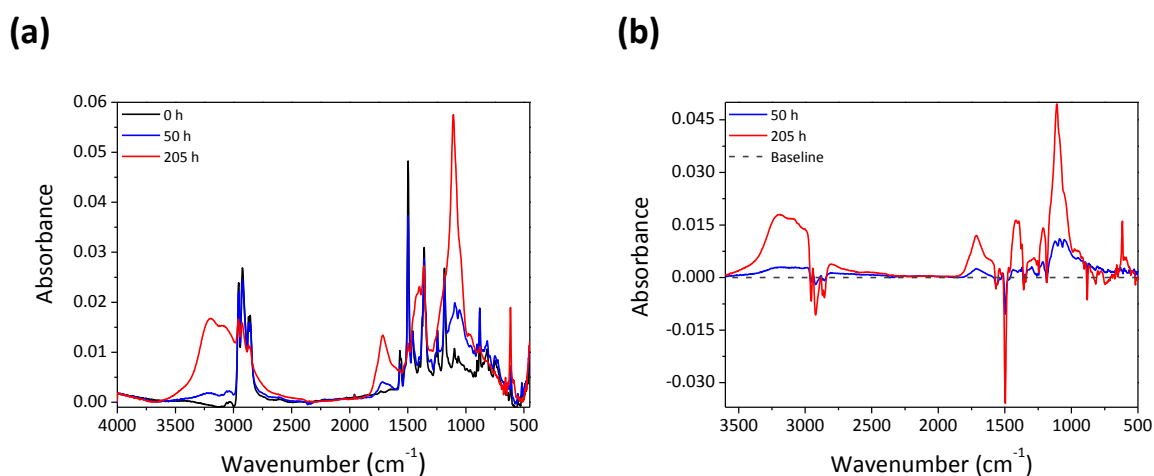 (a)
0.06
0.05
0.04
0.03
0.02
0.01
0.00
Absorbance
0 h
50 h
205 h
4000 3500 3000 2500 2000 1500 1000 500
Wavenumber (cm⁻¹)
(b)
0.045
0.030
0.015
0.000
-0.015
-0.030
Absorbance
50 h
205 h
Baseline
3500 3000 2500 2000 1500 1000 500
Wavenumber (cm⁻¹)